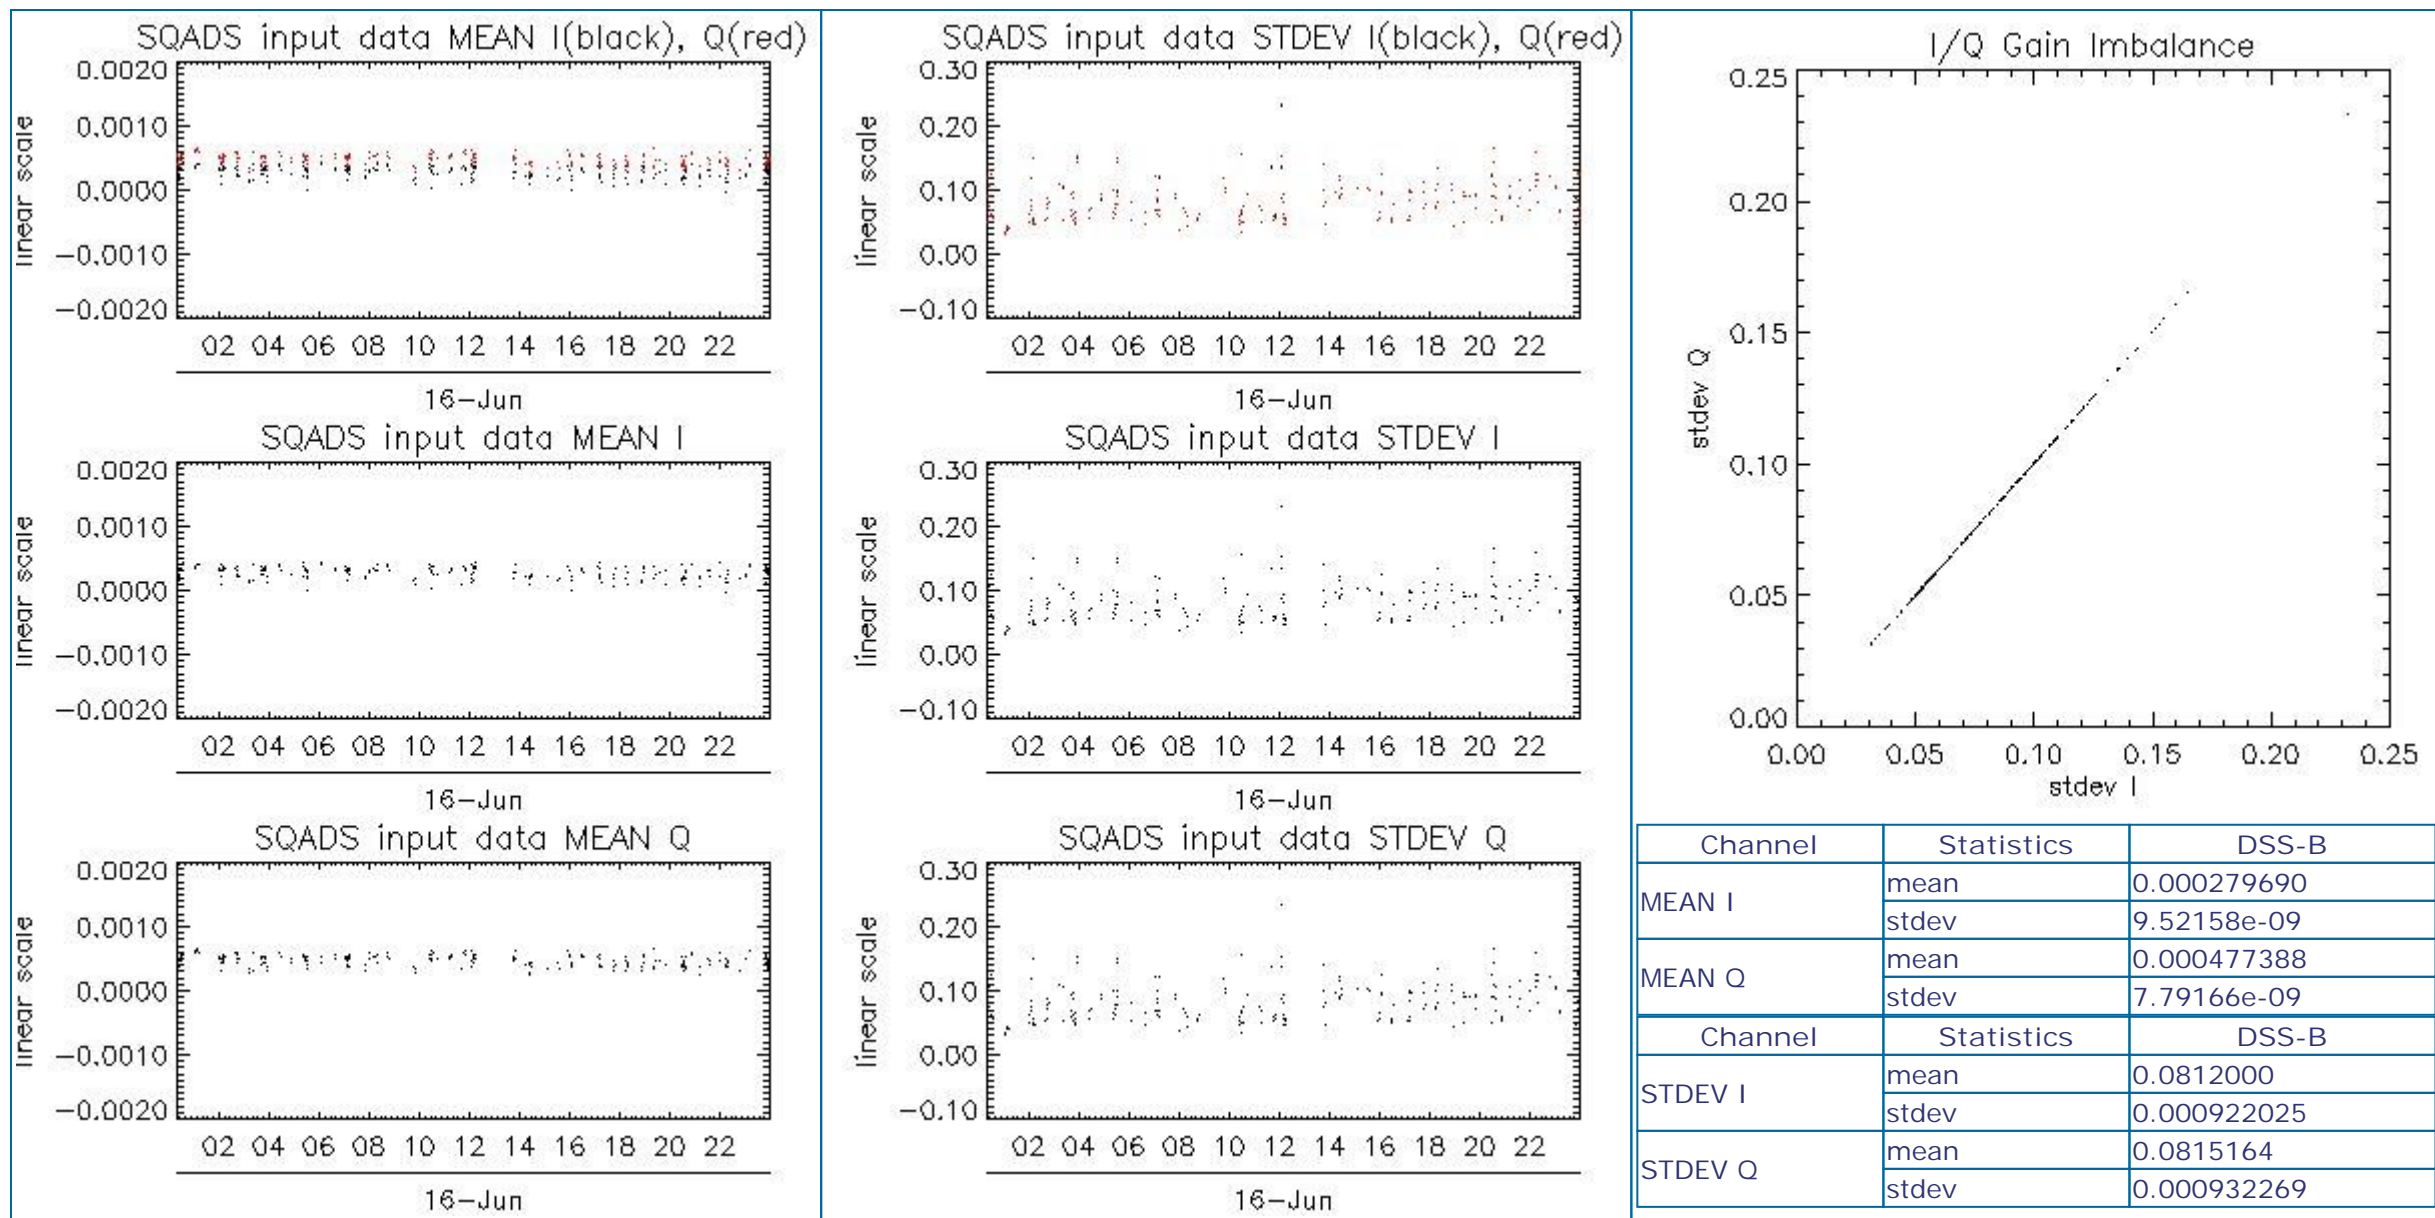 SQADS input data MEAN I(black), Q(red)
0.0020
0.0010
0.0000
−0.0010
−0.0020
linear scale
02 04 06 08 10 12 14 16 18 20 22
16−Jun
SQADS input data MEAN I
0.0020
0.0010
0.0000
−0.0010
−0.0020
linear scale
02 04 06 08 10 12 14 16 18 20 22
16−Jun
SQADS input data MEAN Q
0.0020
0.0010
0.0000
−0.0010
−0.0020
linear scale
02 04 06 08 10 12 14 16 18 20 22
16−Jun
SQADS input data STDEV I(black), Q(red)
0.30
0.20
0.10
0.00
−0.10
linear scale
02 04 06 08 10 12 14 16 18 20 22
16−Jun
SQADS input data STDEV I
0.30
0.20
0.10
0.00
−0.10
linear scale
02 04 06 08 10 12 14 16 18 20 22
16−Jun
SQADS input data STDEV Q
0.30
0.20
0.10
0.00
−0.10
linear scale
02 04 06 08 10 12 14 16 18 20 22
16−Jun
I/Q Gain Imbalance
0.25
0.20
0.15
0.10
0.05
0.00
stdev Q
0.00 0.05 0.10 0.15 0.20 0.25
stdev I
Channel Statistics DSS-B
MEAN I mean 0.000279690
stdev 9.52158e-09
MEAN Q mean 0.000477388
stdev 7.79166e-09
Channel Statistics DSS-B
STDEV I mean 0.0812000
stdev 0.000922025
STDEV Q mean 0.0815164
stdev 0.000932269